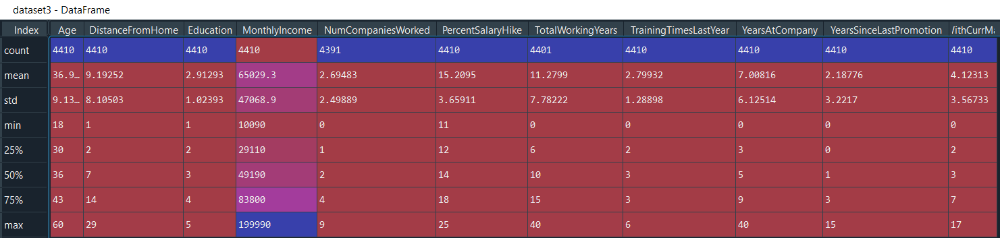 dataset3 - DataFrame
Index Age DistanceFromHome Education MonthlyIncome NumCompaniesWorked PercentSalaryHike TotalWorkingYears TrainingTimesLastYear YearsAtCompany YearsSinceLastPromotion /ithCurrMa
count 4410 4410 4410 4410 4391 4410 4401 4410 4410 4410 4410
mean 36.9… 9.19252 2.91293 65029.3 2.69483 15.2095 11.2799 2.79932 7.00816 2.18776 4.12313
std 9.13… 8.10503 1.02393 47068.9 2.49889 3.65911 7.78222 1.28898 6.12514 3.2217 3.56733
min 18 1 1 10090 0 11 0 0 0 0 0
25% 30 2 2 29110 1 12 6 2 3 0 2
50% 36 7 3 49190 2 14 10 3 5 1 3
75% 43 14 4 83800 4 18 15 3 9 3 7
max 60 29 5 199990 9 25 40 6 40 15 17